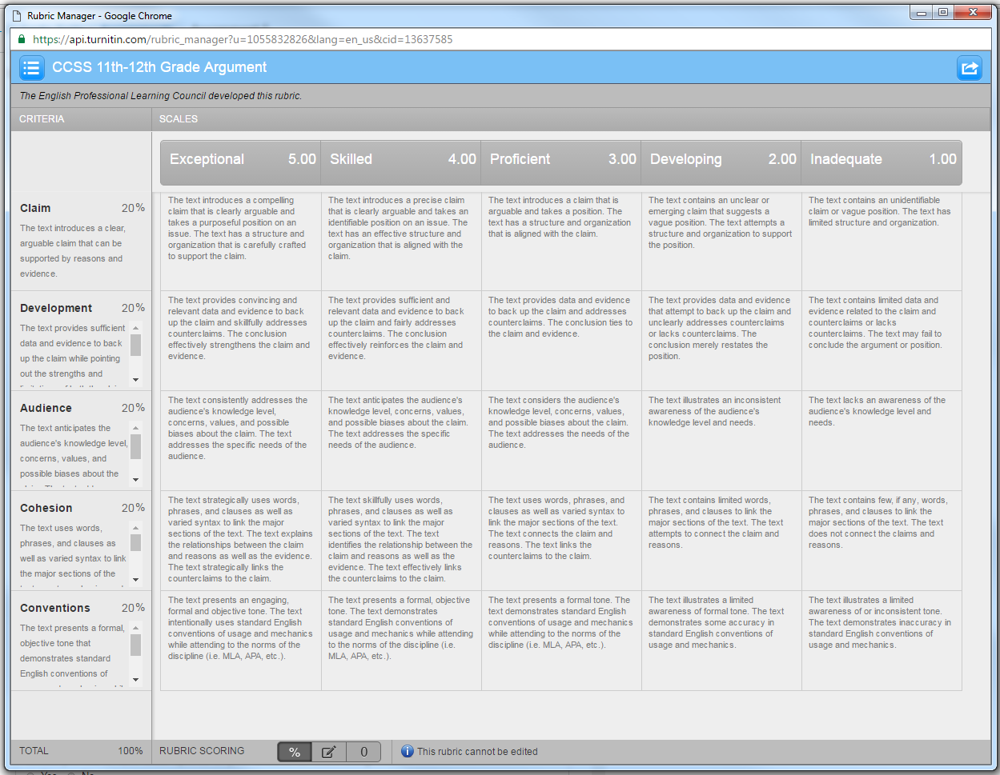 Rubric Manager - Google Chrome
https://api.turnitin.com/rubric_manager?u=1055832826&lang=en_us&cid=13637585
CCSS 11th-12th Grade Argument
The English Professional Learning Council developed this rubric.
CRITERIA
SCALES
Exceptional 5.00
Skilled 4.00
Proficient 3.00
Developing 2.00
Inadequate 1.00
Claim 20%
The text introduces a clear,
arguable claim that can be
supported by reasons and
evidence.
The text introduces a compelling
claim that is clearly arguable and
takes a purposeful position on an
issue. The text has a structure and
organization that is carefully crafted
to support the claim.
The text introduces a precise claim
that is clearly arguable and takes an
identifiable position on an issue. The
text has an effective structure and
organization that is aligned with the
claim.
The text introduces a claim that is
arguable and takes a position. The
text has a structure and organization
that is aligned with the claim.
The text contains an unclear or
emerging claim that suggests a
vague position. The text attempts a
structure and organization to support
the position.
The text contains an unidentifiable
claim or vague position. The text has
limited structure and organization.
Development 20%
The text provides sufficient
data and evidence to back
up the claim while pointing
out the strengths and
The text provides convincing and
relevant data and evidence to back
up the claim and skillfully addresses
counterclaims. The conclusion
effectively strengthens the claim and
evidence.
The text provides sufficient and
relevant data and evidence to back
up the claim and fairly addresses
counterclaims. The conclusion
effectively reinforces the claim and
evidence.
The text provides data and evidence
to back up the claim and addresses
counterclaims. The conclusion ties to
the claim and evidence.
The text provides data and evidence
that attempt to back up the claim and
unclearly addresses counterclaims
or lacks counterclaims. The
conclusion merely restates the
position.
The text contains limited data and
evidence related to the claim and
counterclaims or lacks
counterclaims. The text may fail to
conclude the argument or position.
Audience 20%
The text anticipates the
audience's knowledge level,
concerns, values, and
possible biases about the
The text consistently addresses the
audience's knowledge level,
concerns, values, and possible
biases about the claim. The text
addresses the specific needs of the
audience.
The text anticipates the audience's
knowledge level, concerns, values,
and possible biases about the claim.
The text addresses the specific
needs of the audience.
The text considers the audience's
knowledge level, concerns, values,
and possible biases about the claim.
The text addresses the needs of the
audience.
The text illustrates an inconsistent
awareness of the audience's
knowledge level and needs.
The text lacks an awareness of the
audience's knowledge level and
needs.
Cohesion 20%
The text uses words,
phrases, and clauses as
well as varied syntax to link
the major sections of the
The text strategically uses words,
phrases, and clauses as well as
varied syntax to link the major
sections of the text. The text explains
the relationships between the claim
and reasons as well as the evidence.
The text strategically links the
counterclaims to the claim.
The text skillfully uses words,
phrases, and clauses as well as
varied syntax to link the major
sections of the text. The text
identifies the relationship between the
claim and reasons as well as the
evidence. The text effectively links
the counterclaims to the claim.
The text uses words, phrases, and
clauses as well as varied syntax to
link the major sections of the text.
The text connects the claim and
reasons. The text links the
counterclaims to the claim.
The text contains limited words,
phrases, and clauses to link the
major sections of the text. The text
attempts to connect the claim and
reasons.
The text contains few, if any, words,
phrases, and clauses to link the
major sections of the text. The text
does not connect the claims and
reasons.
Conventions 20%
The text presents a formal,
objective tone that
demonstrates standard
English conventions of
The text presents an engaging,
formal and objective tone. The text
intentionally uses standard English
conventions of usage and mechanics
while attending to the norms of the
discipline (i.e. MLA, APA, etc.).
The text presents a formal, objective
tone. The text demonstrates
standard English conventions of
usage and mechanics while attending
to the norms of the discipline (i.e.
MLA, APA, etc.).
The text presents a formal tone. The
text demonstrates standard English
conventions of usage and mechanics
while attending to the norms of the
discipline (i.e. MLA, APA, etc.).
The text illustrates a limited
awareness of formal tone. The text
demonstrates some accuracy in
standard English conventions of
usage and mechanics.
The text illustrates a limited
awareness of or inconsistent tone.
The text demonstrates inaccuracy in
standard English conventions of
usage and mechanics.
TOTAL 100%
RUBRIC SCORING
%
0
This rubric cannot be edited